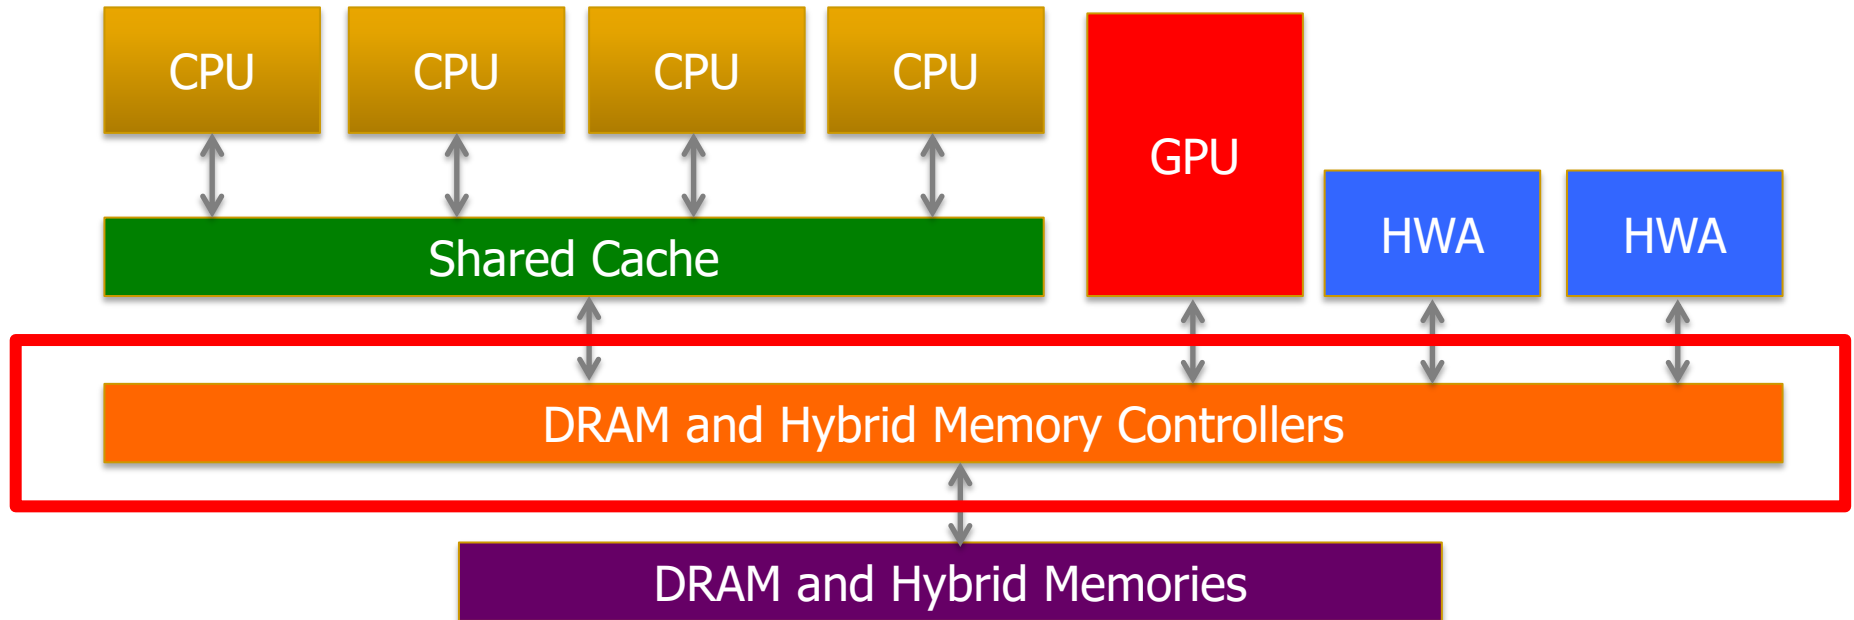 CPU
CPU
CPU
CPU
GPU
HWA
HWA
Shared Cache
DRAM and Hybrid Memory Controllers
DRAM and Hybrid Memories